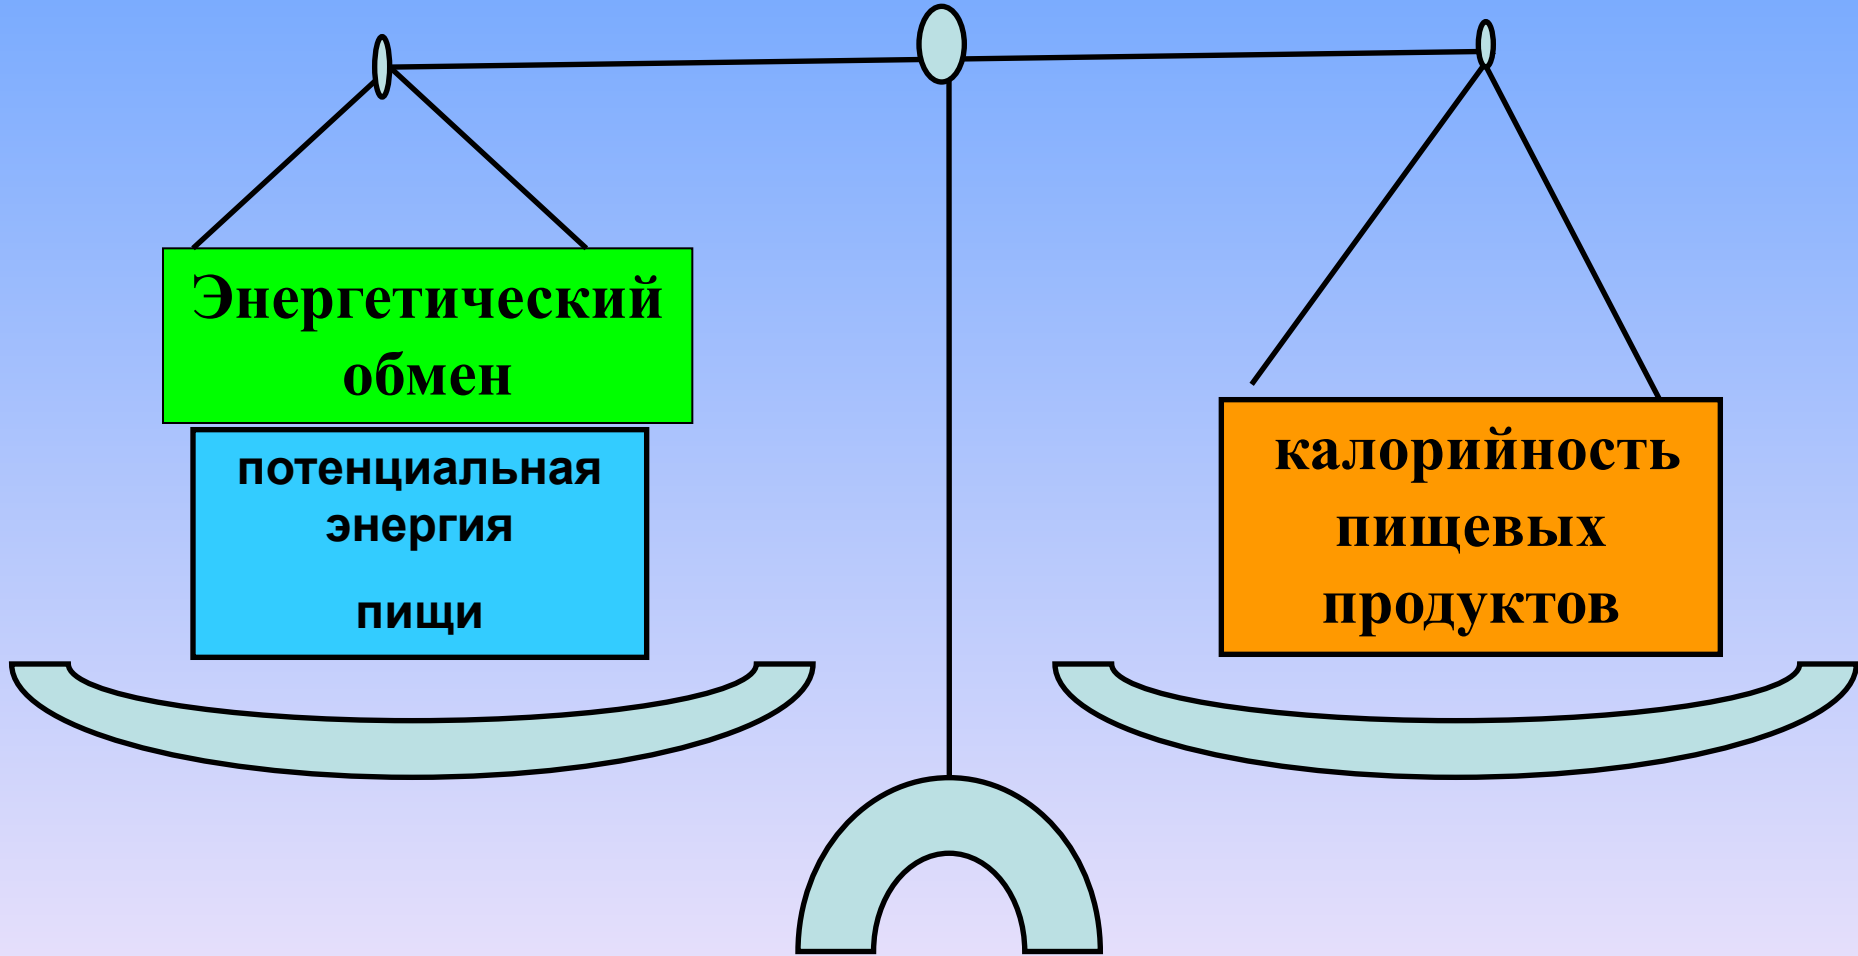 Энергетический
обмен
потенциальная
энергия
пищи
калорийность
пищевых
продуктов